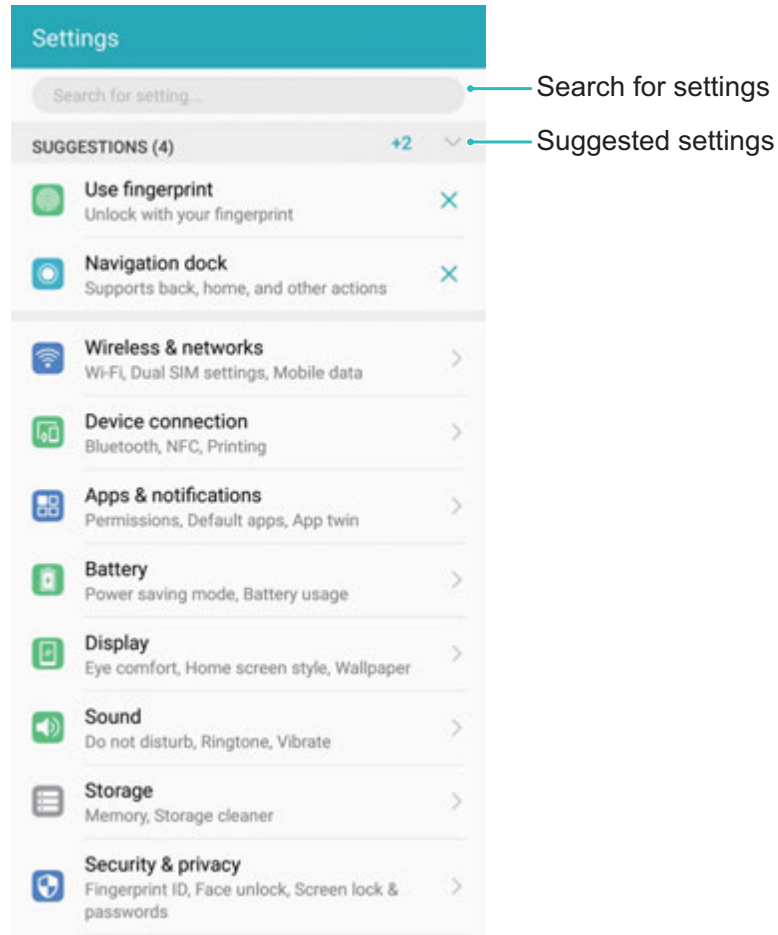 Settings
Search for setting...
Search for settings
SUGGESTIONS (4) +2
Suggested settings
Use fingerprint
Unlock with your fingerprint
Navigation dock
Supports back, home, and other actions
Wireless & networks
Wi-Fi, Dual SIM settings, Mobile data
Device connection
Bluetooth, NFC, Printing
Apps & notifications
Permissions, Default apps, App twin
Battery
Power saving mode, Battery usage
Display
Eye comfort, Home screen style, Wallpaper
Sound
Do not disturb, Ringtone, Vibrate
Storage
Memory, Storage cleaner
Security & privacy
Fingerprint ID, Face unlock, Screen lock &
passwords